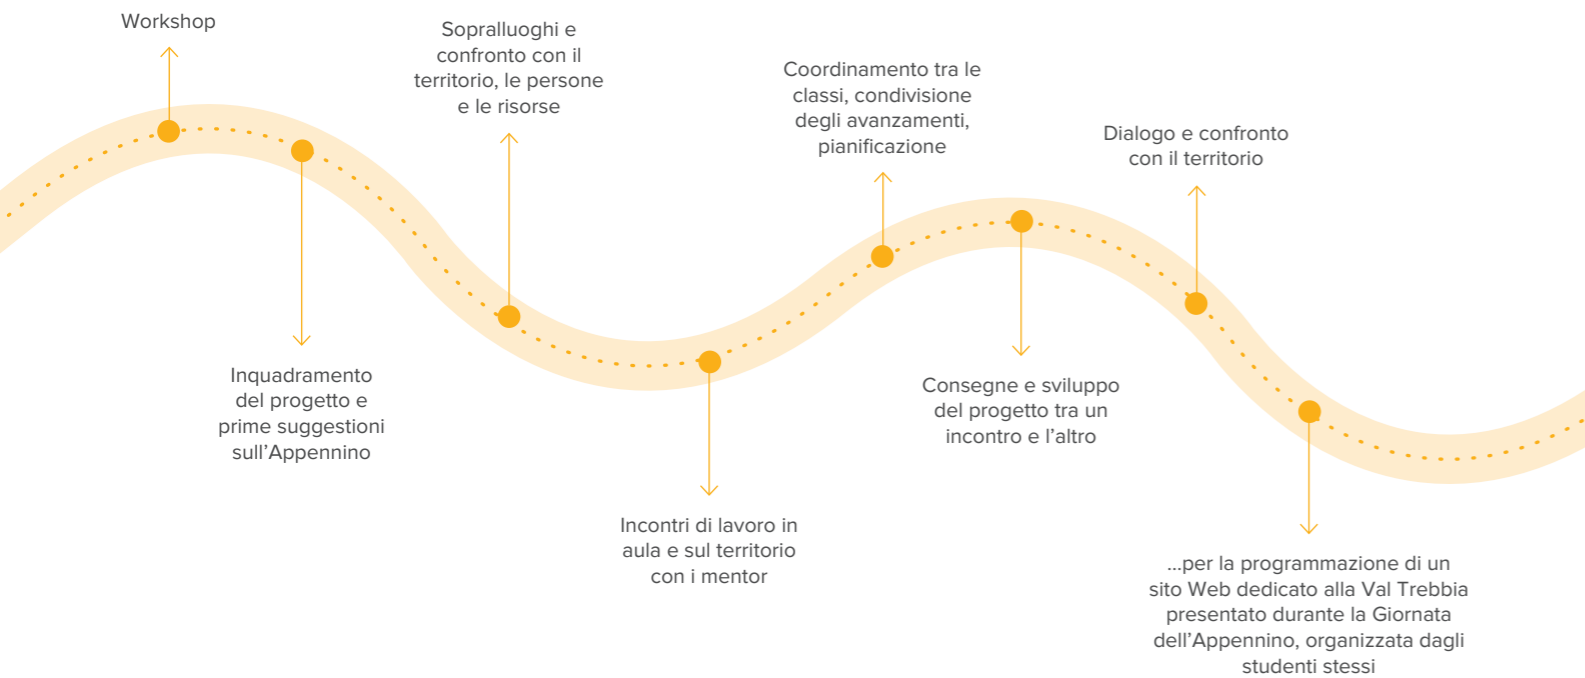 Workshop
Inquadramento
del progetto e
prime suggestioni
sull’Appennino
Sopralluoghi e
confronto con il
territorio, le persone
e le risorse
Incontri di lavoro in
aula e sul territorio
con i mentor
Coordinamento tra le
classi, condivisione
degli avanzamenti,
pianificazione
Consegne e sviluppo
del progetto tra un
incontro e l’altro
Dialogo e confronto
con il territorio
...per la programmazione di un
sito Web dedicato alla Val Trebbia
presentato durante la Giornata
dell’Appennino, organizzata dagli
studenti stessi